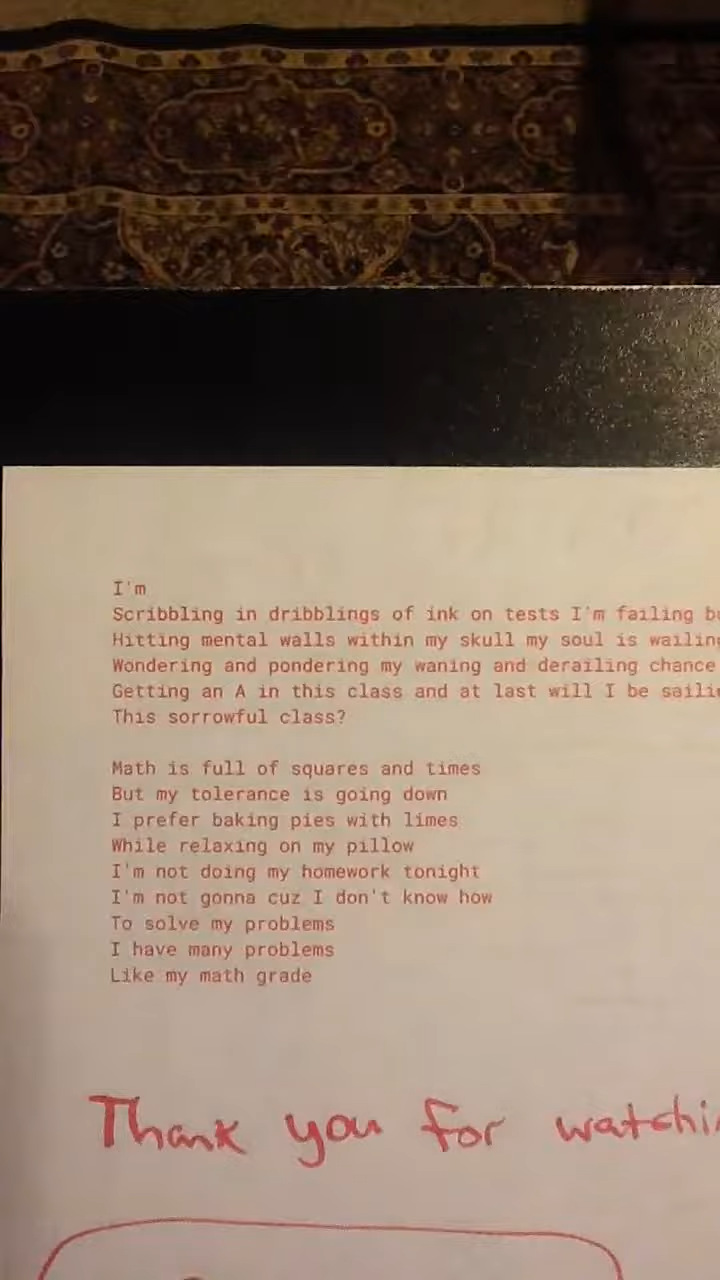 I'm
Scribbling in dribblings of ink on tests I'm failing
Hitting mental walls within my skull my soul is
Wondering and pondering my waning and derailing chance
Getting an A in this class and at last will I be
This sorrowful class?
Math is full of squares and times
But my tolerance is going down
I prefer baking pies with limes
While relaxing on my pillow
I'm not doing my homework tonight
I'm not gonna cuz I don't know how
To solve my problems
I have many problems
Like my math grade
Thank you for